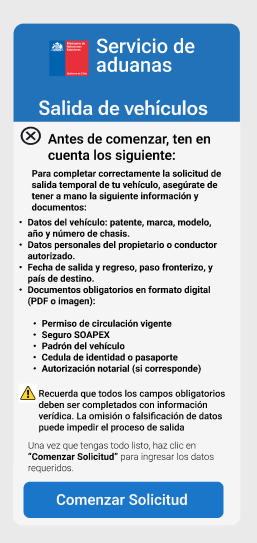 Servicio de
aduanas
Salida de vehículos
Antes de comenzar, ten en
cuenta los siguiente:
Para completar correctamente la solicitud de
salida temporal de tu vehículo, asegúrate de
tener a mano la siguiente información y
documentos:
• Datos del vehículo: patente, marca, modelo,
año y número de chasis.
• Datos personales del propietario o conductor
autorizado.
• Fecha de salida y regreso, paso fronterizo, y
país de destino.
• Documentos obligatorios en formato digital
(PDF o imagen):
• Permiso de circulación vigente
• Seguro SOAPEX
• Padrón del vehículo
• Cedula de identidad o pasaporte
• Autorización notarial (si corresponde)
Recuerda que todos los campos obligatorios
deben ser completados con información
verídica. La omisión o falsificación de datos
puede impedir el proceso de salida
Una vez que tengas todo listo, haz clic en
"Comenzar Solicitud" para ingresar los datos
requeridos.
Comenzar Solicitud